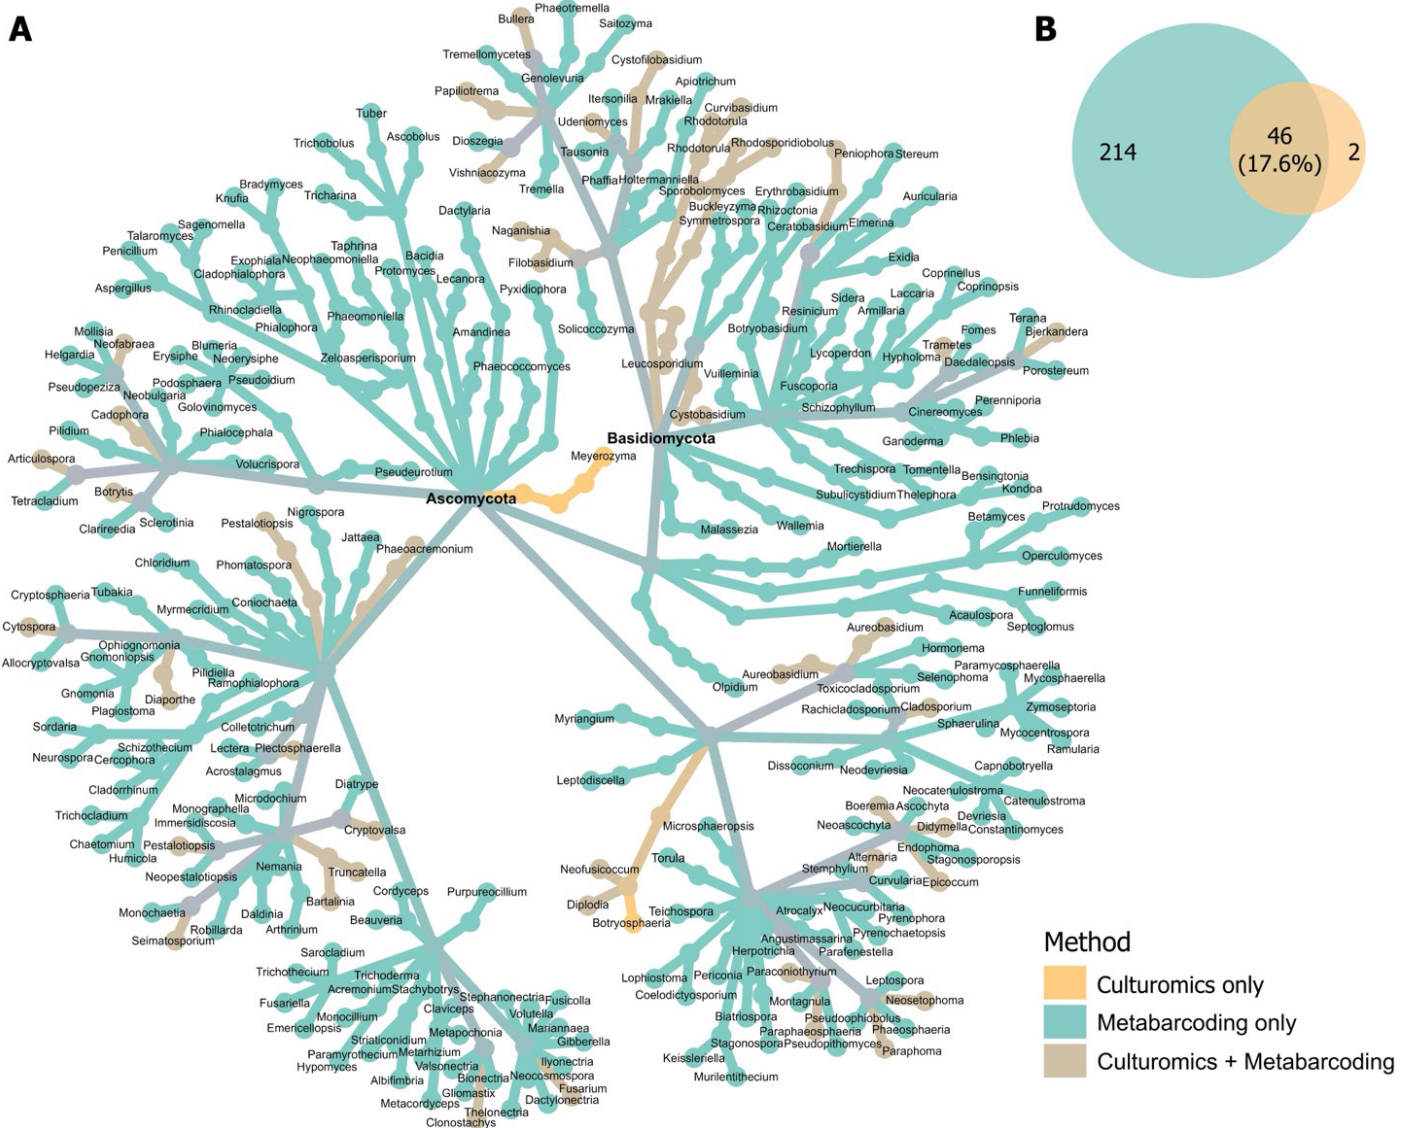 A
B
Phaeotremella
Bullera
Saitozyma
Tremellomycetes
Cystofilobasidium
Genolevuria
Apiotrichum
Papiliotrema
Itersonilia
Mrakiella
Curvibasidium
Tuber
Udeniomyces
Rhodotorula
Trichobolus
Ascobolus
Dioszegia
Tausonia
Rhodotorula
Rhodosporidiobolus
Peniophora
Stereum
Vishniacozyma
Phaffia
Holtermanniella
Bradymyces
Tremella
Sporobolomyces
Erythrobasidium
Knufia
Tricharina
Auricularia
Dactylaria
Buckleyzyma
Rhizoctonia
Sagenomella
Symmetrospora
Ceratobasidium
Elmerina
Talaromyces
Naganishia
Penicillium
Taphrina
Exophiala
Neophaeomoniella
Bacidia
Filobasidium
Exidia
Cladophialophora
Protomyces
Lecanora
Coprinellus
Aspergillus
Pyxidiophora
Coprinopsis
Sidera
Laccaria
Rhinocladiella
Phaeomoniella
Resinicium
Armillaria
Terana
Phialophora
Amandinea
Solicoccozyma
Botryobasidium
Fomes
Bjerkandera
Mollisia
Neofabraea
Blumeria
Trametes
Helgardia
Erysiphe
Neoerysiphe
Zeloasperisporium
Lycoperdon
Hypholoma
Daedaleopsis
Phaeococcomyces
Leucosporidium
Vuilleminia
Porostereum
Pseudopeziza
Podosphaera
Pseudoidium
Fuscoporia
Neobulgaria
Perenniporia
Golovinomyces
Schizophyllum
Cinereomyces
Cadophora
Cystobasidium
Pilidium
Phialocephala
Basidiomycota
Ganoderma
Phlebia
Articulospora
Volucrispora
Pseudeurotium
Meyerozyma
Trechispora
Tomentella
Bensingtonia
Botrytis
Ascomycota
Subulicystidium
Thelephora
Kondoa
Tetracladium
Protrudomyces
Nigrospora
Betamyces
Clarireedia
Sclerotinia
Pestalotiopsis
Malassezia
Wallemia
Jattaea
Phaeoacremonium
Mortierella
Operculomyces
Chloridium
Phomatospora
Cryptosphaeria
Tubakia
Funneliformis
Myrmecridium
Coniochaeta
Acaulospora
Cytospora
Septoglomus
Aureobasidium
Ophiognomonia
Hormonema
Allocryptovalsa
Gnomoniopsis
Paramycosphaerella
Pilidiella
Aureobasidium
Selenophoma
Mycosphaerella
Ramophialophora
Olpidium
Toxicocladosporium
Gnomonia
Diaporthe
Rachicladosporium
Cladosporium
Zymoseptoria
Plagiostoma
Myriangium
Sphaerulina
Sordaria
Colletotrichum
Mycocentrospora
Schizothecium
Lectera
Plectosphaerella
Ramularia
Neurospora
Cercophora
Dissoconium
Neodevriesia
Capnobotryella
Acrostalagmus
Leptodiscella
Cladorrhinum
Diatrype
Neocatenulostroma
Microdochium
Catenulostroma
Monographella
Boeremia
Ascochyta
Trichocladium
Immersidiscosia
Devriesia
Microsphaeropsis
Neoascochyta
Didymella
Constantinomyces
Cryptovalsa
Chaetomium
Pestalotiopsis
Endophoma
Humicola
Torula
Alternaria
Stagonosporopsis
Nemania
Stemphylium
Neofusicoccum
Truncatella
Neopestalotiopsis
Curvularia
Epicoccum
Cordyceps
Purpureocillium
Bartalinia
Diplodia
Monochaetia
Teichospora
Atrocalyx
Neocucurbitaria
Daldinia
Beauveria
Botryosphaeria
Pyrenophora
Robillarda
Arthrinium
Pyrenochaetopsis
Seimatosporium
Angustimassarina
Sarocladium
Herpotrichia
Parafenestella
Trichothecium
Trichoderma
Lophiostoma
Periconia
Paraconiothyrium
Leptospora
Acremonium
Stachybotrys
Coelodictyosporium
Fusariella
Stephanonectria
Fusicolla
Montagnula
Neosetophoma
Claviceps
Volutella
Monocillium
Biatriospora
Pseudoophiobolus
Emericellopsis
Metapochonia
Mariannaea
Paraphaeosphaeria
Phaeosphaeria
Striaticonidium
Gibberella
Stagonospora
Pseudopithomyces
Paramyrothecium
Metarhizium
Paraphoma
Hypomyces
Valsonectria
Ilyonectria
Keissleriella
Albifimbria
Bionectria
Neocosmospora
Murilentithecium
Gliomastix
Fusarium
Metacordyceps
Dactylonectria
Thelonectria
Clonostachys
214
46
(17.6%)
2
Method
Culturomics only
Metabarcoding only
Culturomics + Metabarcoding